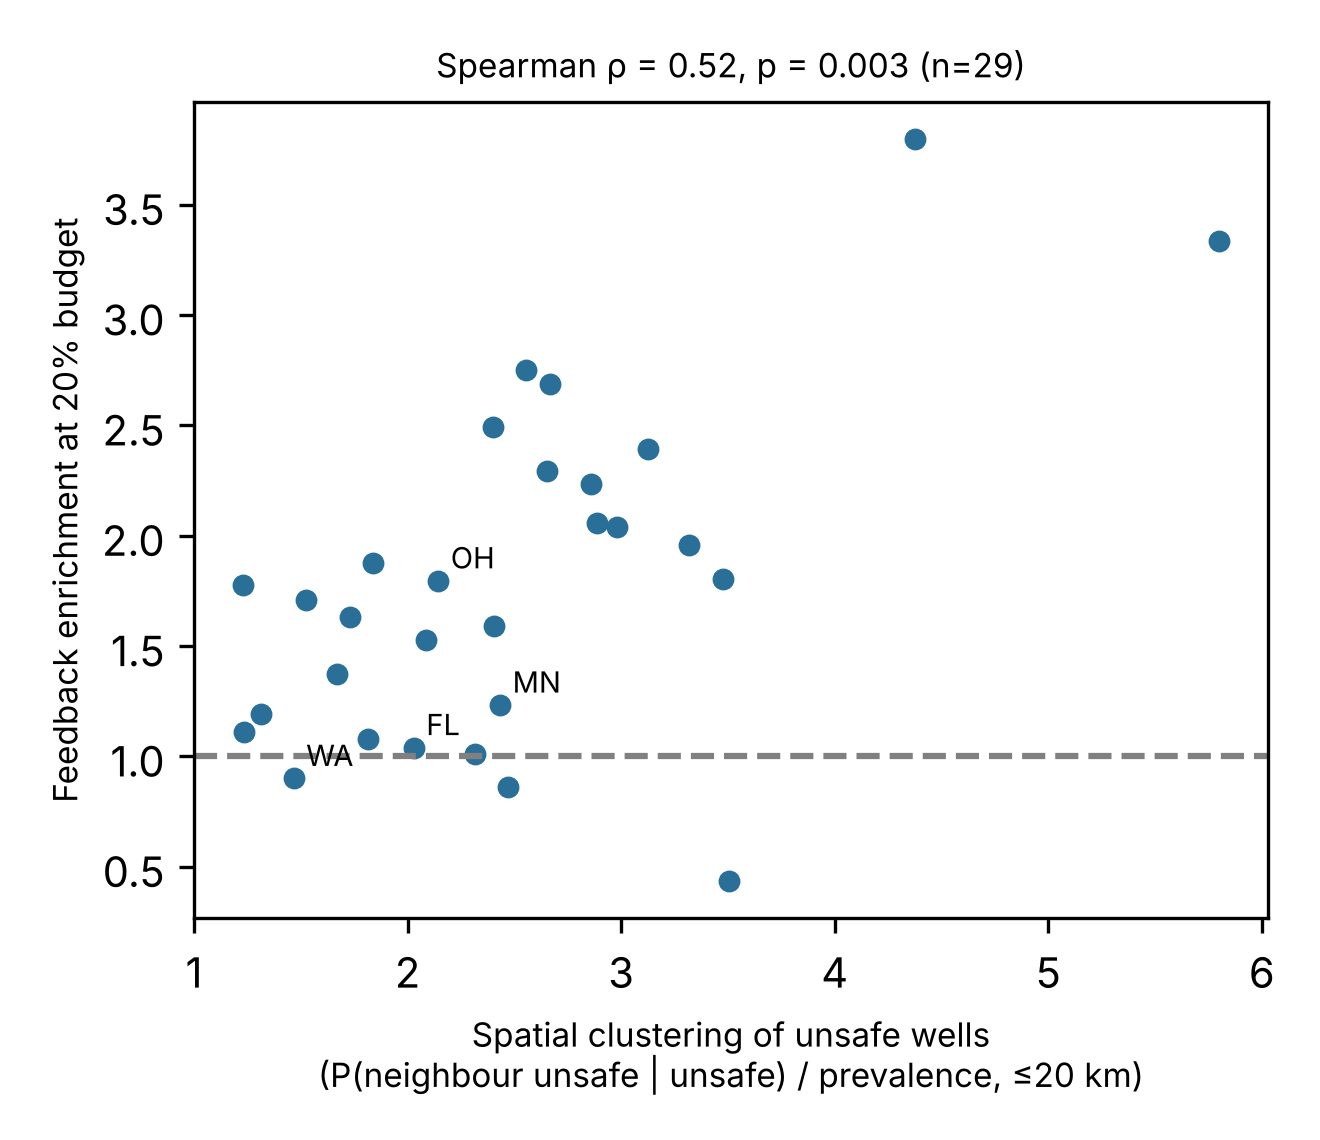 Spearman ρ = 0.52, p = 0.003 (n=29)
Feedback enrichment at 20% budget
3.5
3.0
2.5
2.0
1.5
1.0
0.5
OH
MN
FL
WA
1 2 3 4 5 6
Spatial clustering of unsafe wells
(P(neighbour unsafe | unsafe) / prevalence, ≤20 km)